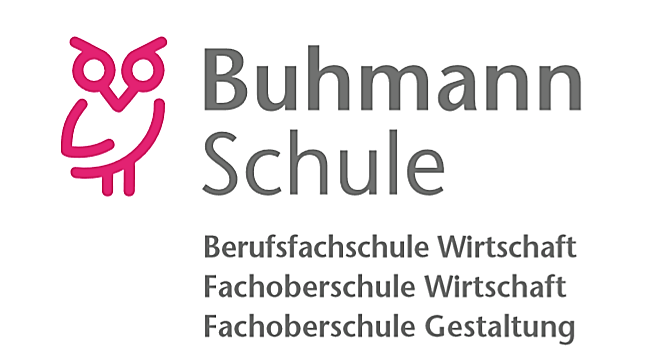 Buhmann
Schule
Berufsfachschule Wirtschaft
Fachoberschule Wirtschaft
Fachoberschule Gestaltung